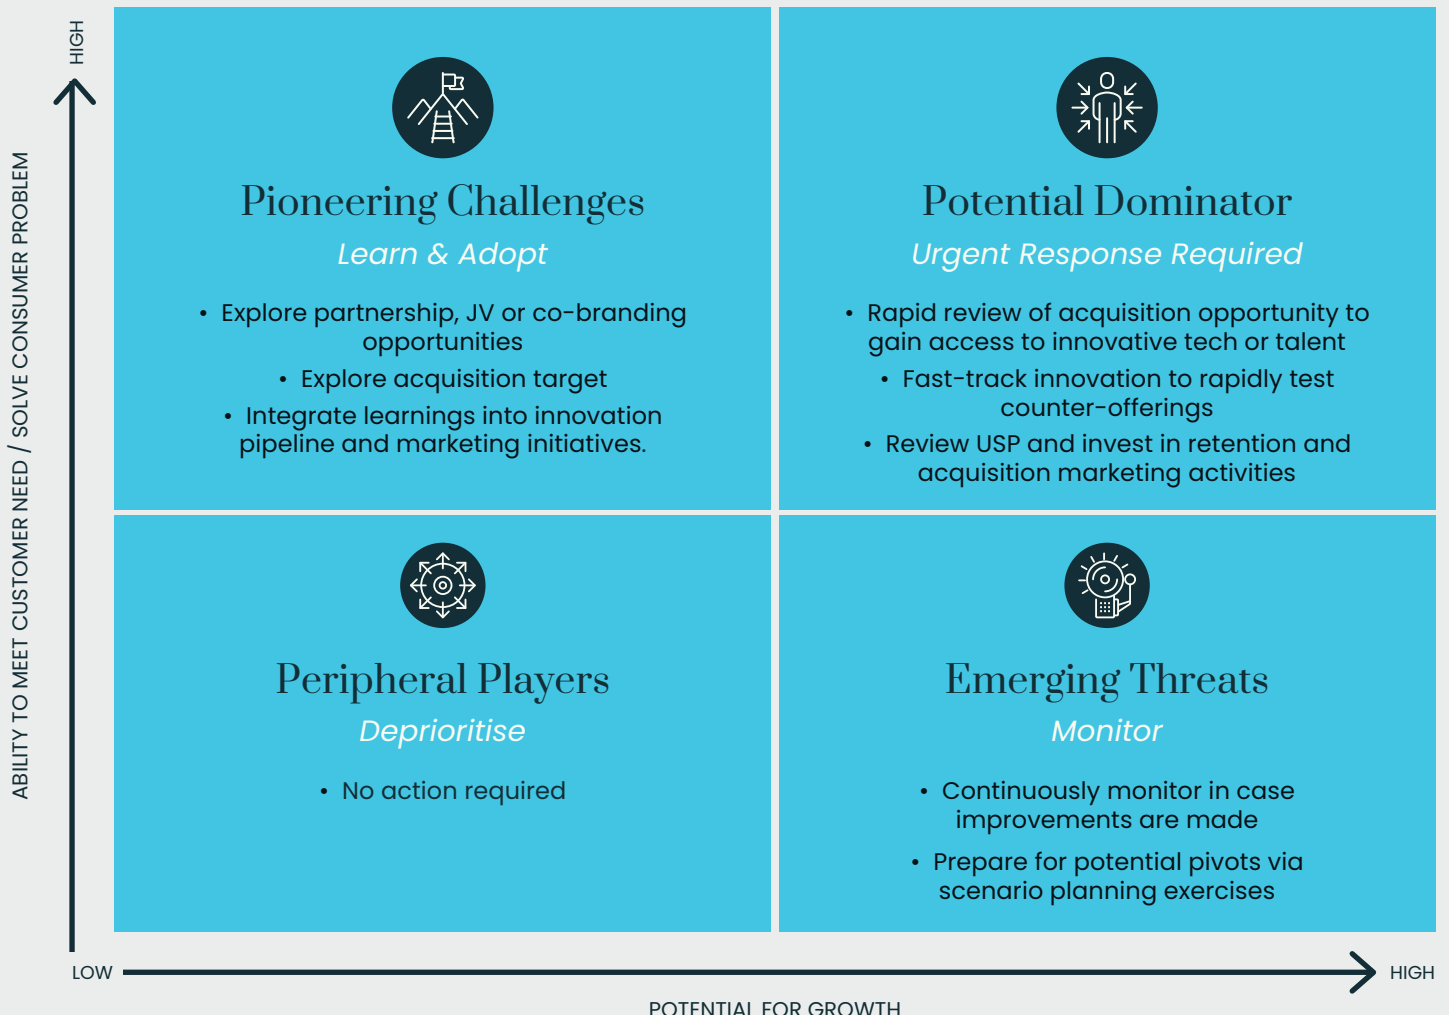 HIGH
ABILITY TO MEET CUSTOMER NEED / SOLVE CONSUMER PROBLEM
Pioneering Challenges
Learn & Adopt
• Explore partnership, JV or co-branding
opportunities
• Explore acquisition target
• Integrate learnings into innovation
pipeline and marketing initiatives.
Potential Dominator
Urgent Response Required
• Rapid review of acquisition opportunity to
gain access to innovative tech or talent
• Fast-track innovation to rapidly test
counter-offerings
• Review USP and invest in retention and
acquisition marketing activities
Peripheral Players
Deprioritise
• No action required
Emerging Threats
Monitor
• Continuously monitor in case
improvements are made
• Prepare for potential pivots via
scenario planning exercises
LOW
HIGH
POTENTIAL FOR GROWTH